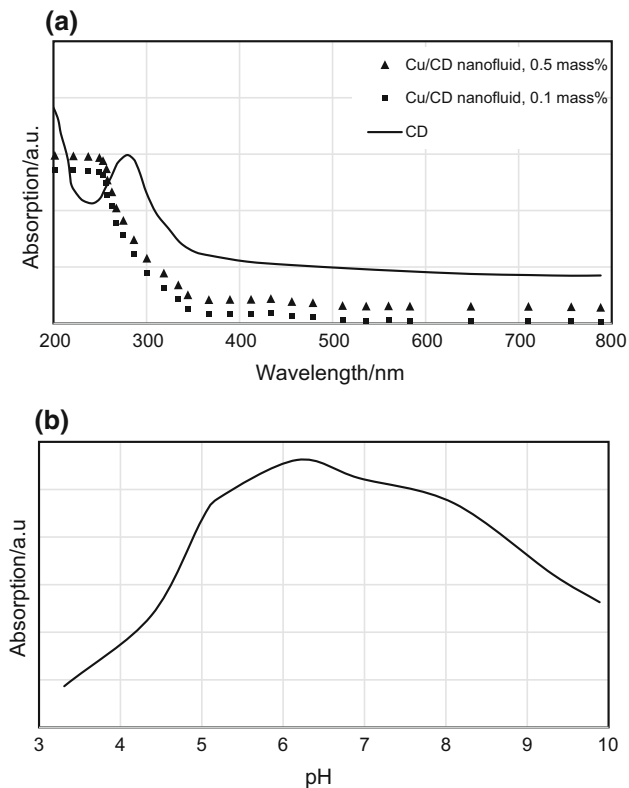 (a)
Cu/CD nanofluid, 0.5 mass%
Cu/CD nanofluid, 0.1 mass%
CD
Absorption/a.u.
200 300 400 500 600 700 800
Wavelength/nm
(b)
Absorption/a.u
3 4 5 6 7 8 9 10
pH